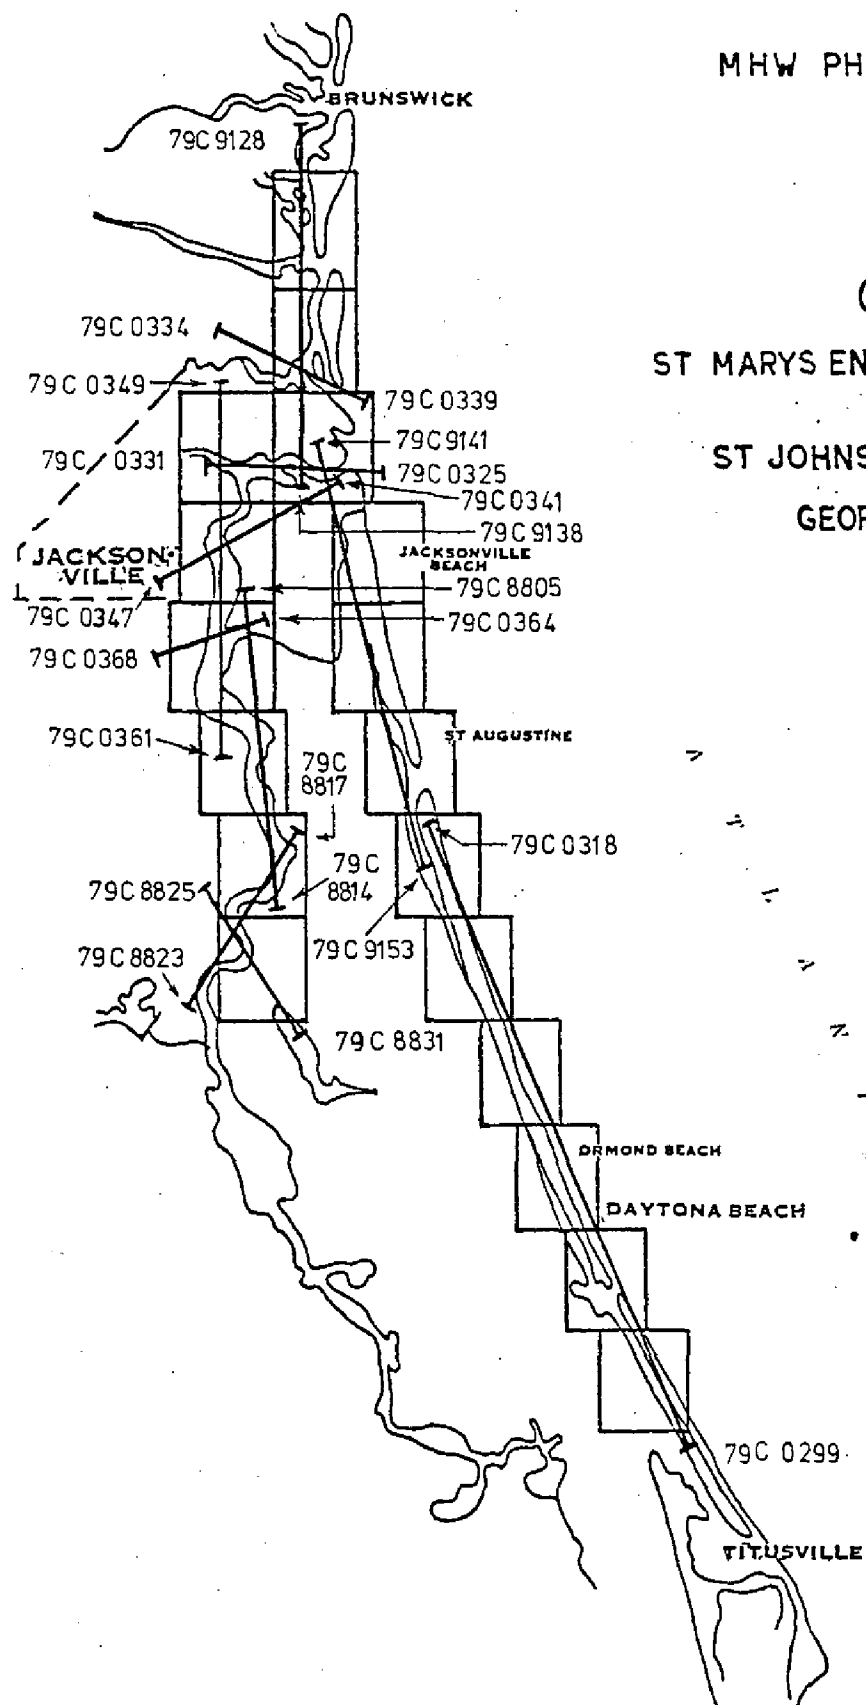 MHW PH
BRUNSWICK
79C 9128
79C 0334
ST MARYS EN
79C 0349
79C 0339
79C 9141
79C 0331
79C 0325
ST JOHNS
79C 0341
GEOR
79C 9138
JACKSON-
VILLE
JACKSONVILLE
BEACH
79C 8805
79C 0347
79C 0364
79C 0368
79C 0361
ST AUGUSTINE
79C
8817
79C 0318
79C
8814
79C 8825
79C 9153
79C 8823
79C 8831
A
T
L
A
N
ORMOND BEACH
DAYTONA BEACH
79C 0299
TITUSVILLE